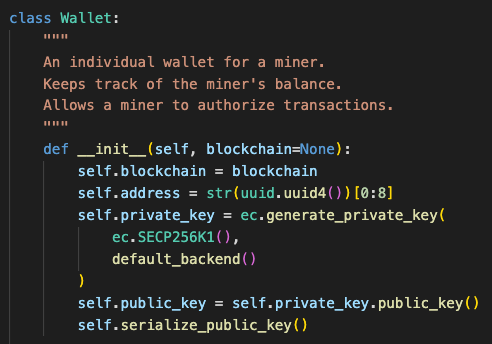 class Wallet:
    """
    An individual wallet for a miner.
    Keeps track of the miner's balance.
    Allows a miner to authorize transactions.
    """
    def __init__(self, blockchain=None):
        self.blockchain = blockchain
        self.address = str(uuid.uuid4())[0:8]
        self.private_key = ec.generate_private_key(
            ec.SECP256K1(),
            default_backend()
        )
        self.public_key = self.private_key.public_key()
        self.serialize_public_key()